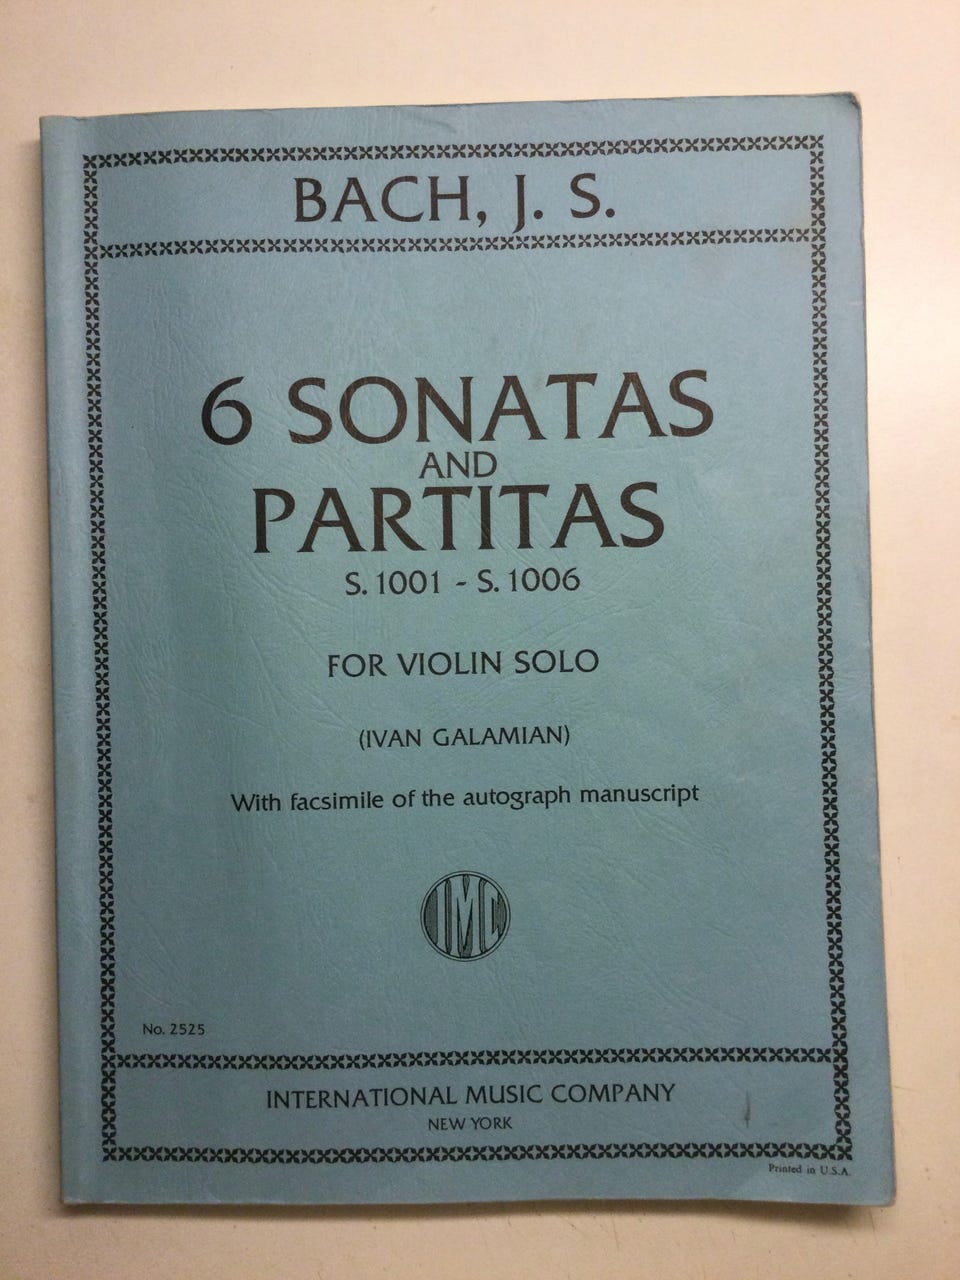 BACH, J. S.
6 SONATAS
AND
PARTITAS
S. 1001 - S. 1006
FOR VIOLIN SOLO
(IVAN GALAMIAN)
With facsimile of the autograph manuscript
IMC
No. 2525
INTERNATIONAL MUSIC COMPANY
NEW YORK
Printed in U.S.A.